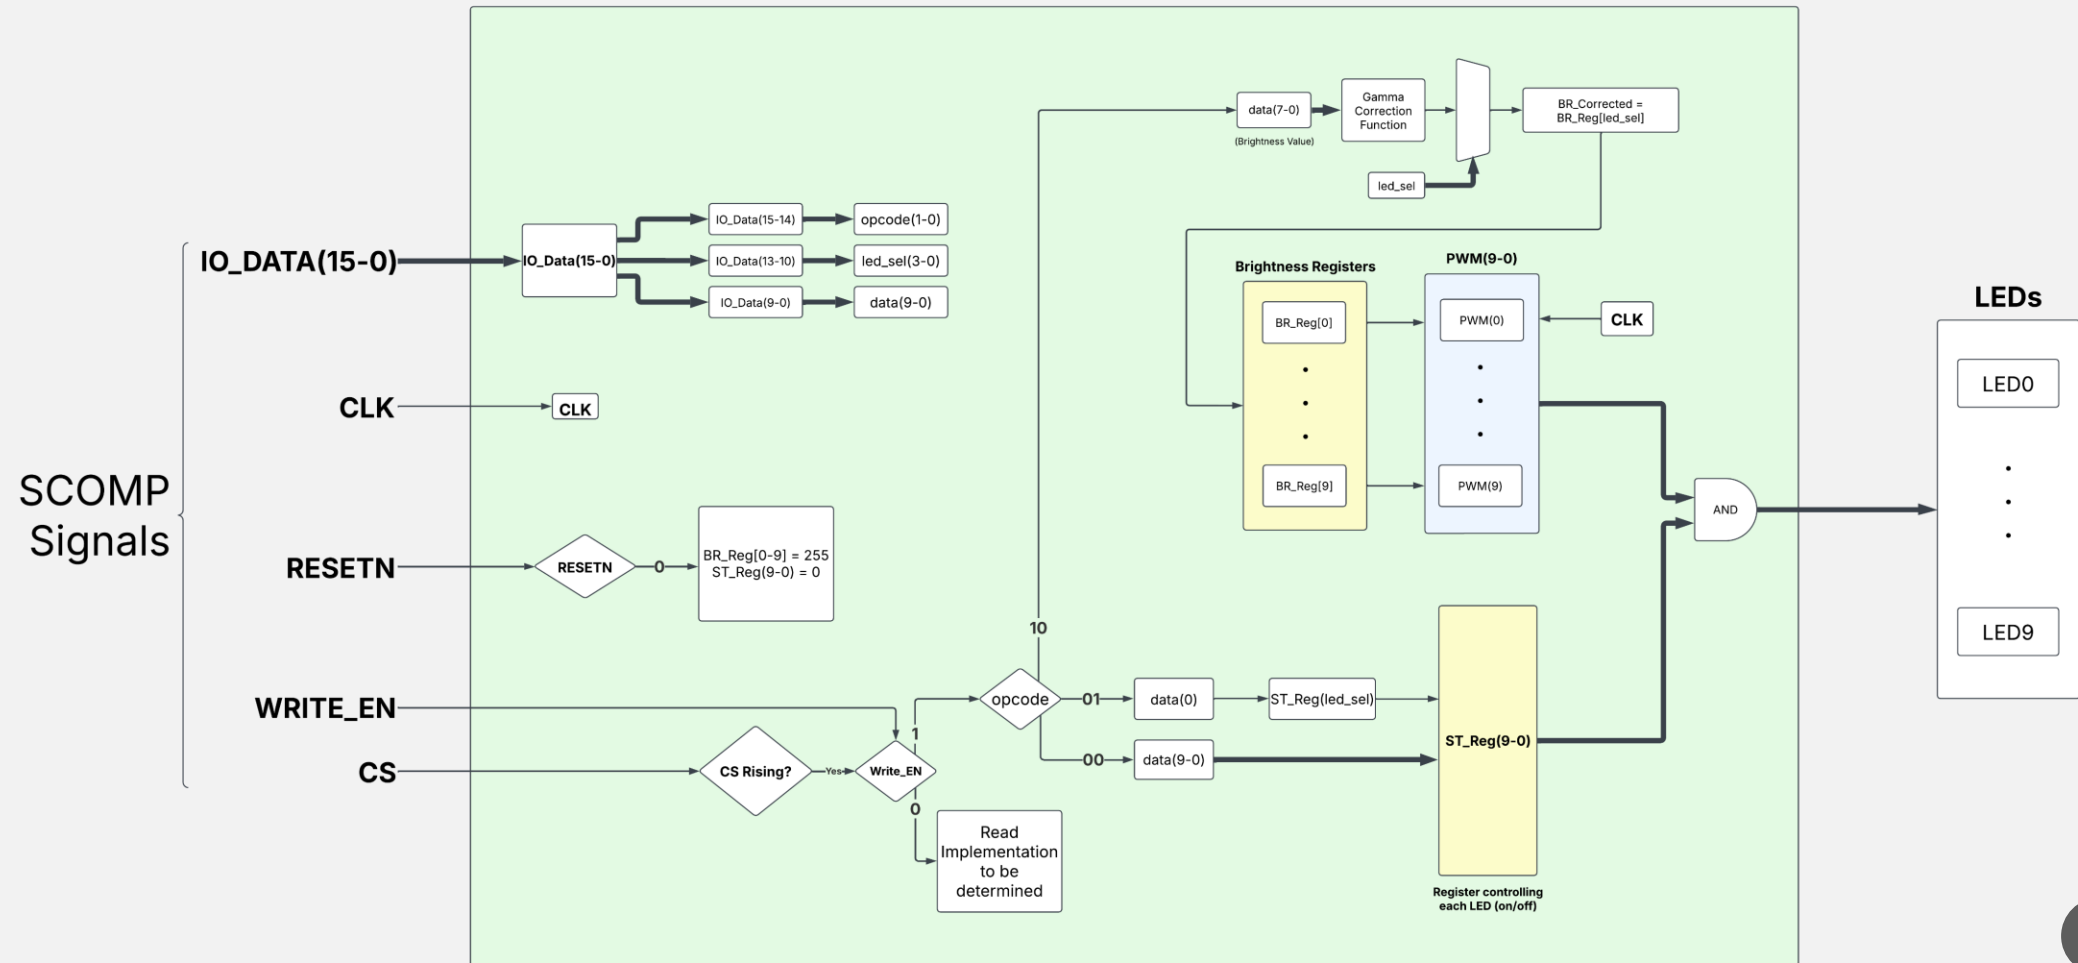 SCOMP
Signals
IO_DATA(15-0)
CLK
RESETN
WRITE_EN
CS
IO_Data(15-0)
IO_Data(15-14)
opcode(1-0)
IO_Data(13-10)
led_sel(3-0)
IO_Data(9-0)
data(9-0)
CLK
RESETN
0
BR_Reg[0-9] = 255
ST_Reg(9-0) = 0
CS Rising?
Yes
Write_EN
1
0
Read
Implementation
to be
determined
opcode
10
01
00
data(7-0)
(Brightness Value)
Gamma
Correction
Function
led_sel
BR_Corrected =
BR_Reg[led_sel]
Brightness Registers
BR_Reg[0]
BR_Reg[9]
PWM(9-0)
PWM(0)
PWM(9)
CLK
data(0)
ST_Reg(led_sel)
data(9-0)
ST_Reg(9-0)
Register controlling
each LED (on/off)
AND
LEDs
LED0
LED9